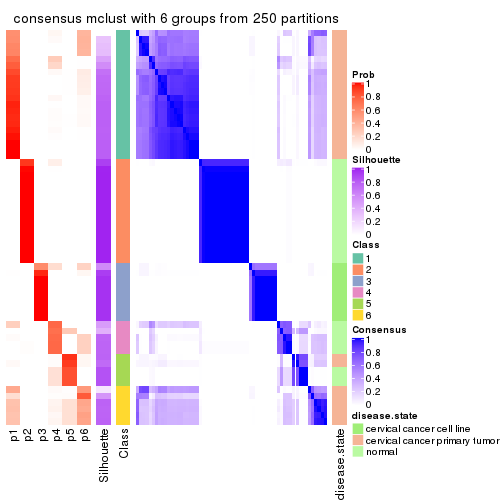 consensus mclust with 6 groups from 250 partitions
Prob
1
0.8
0.6
0.4
0.2
0
Silhouette
1
0.8
0.6
0.4
0.2
0
Class
1
2
3
4
5
6
Consensus
1
0.8
0.6
0.4
0.2
0
disease.state
cervical cancer cell line
cervical cancer primary tumor
normal
p1
p2
p3
p4
p5
p6
Silhouette
Class
disease.state